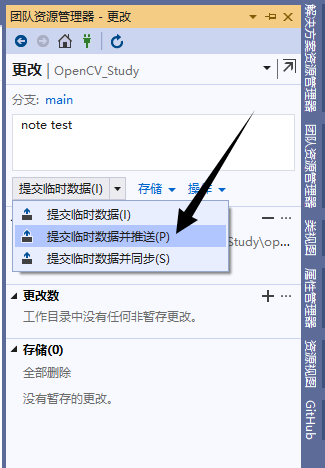 团队资源管理器 - 更改
更改 | OpenCV_Study
分支: main
note test
提交临时数据(I)
存储
操作
提交临时数据(I)
提交临时数据并推送(P)
Study\op...
提交临时数据并同步(S)
更改数
工作目录中没有任何非暂存更改。
存储(0)
全部删除
没有暂存的更改。
解决方案资源管理器
团队资源管理器
类视图
属性管理器
资源视图
GitHub